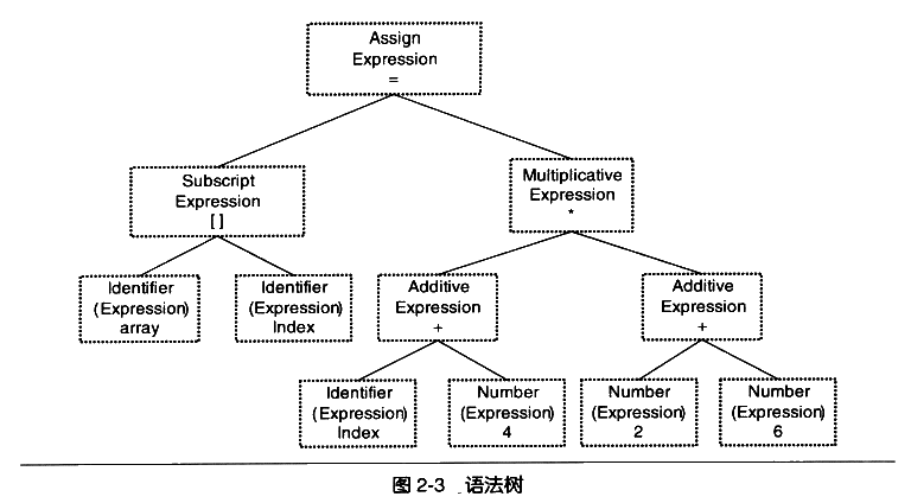 Assign
Expression
=
Subscript
Expression
[ ]
Multiplicative
Expression
*
Identifier
(Expression)
array
Identifier
(Expression)
Index
Additive
Expression
+
Additive
Expression
+
Identifier
(Expression)
Index
Number
(Expression)
4
Number
(Expression)
2
Number
(Expression)
6
图 2-3 语法树